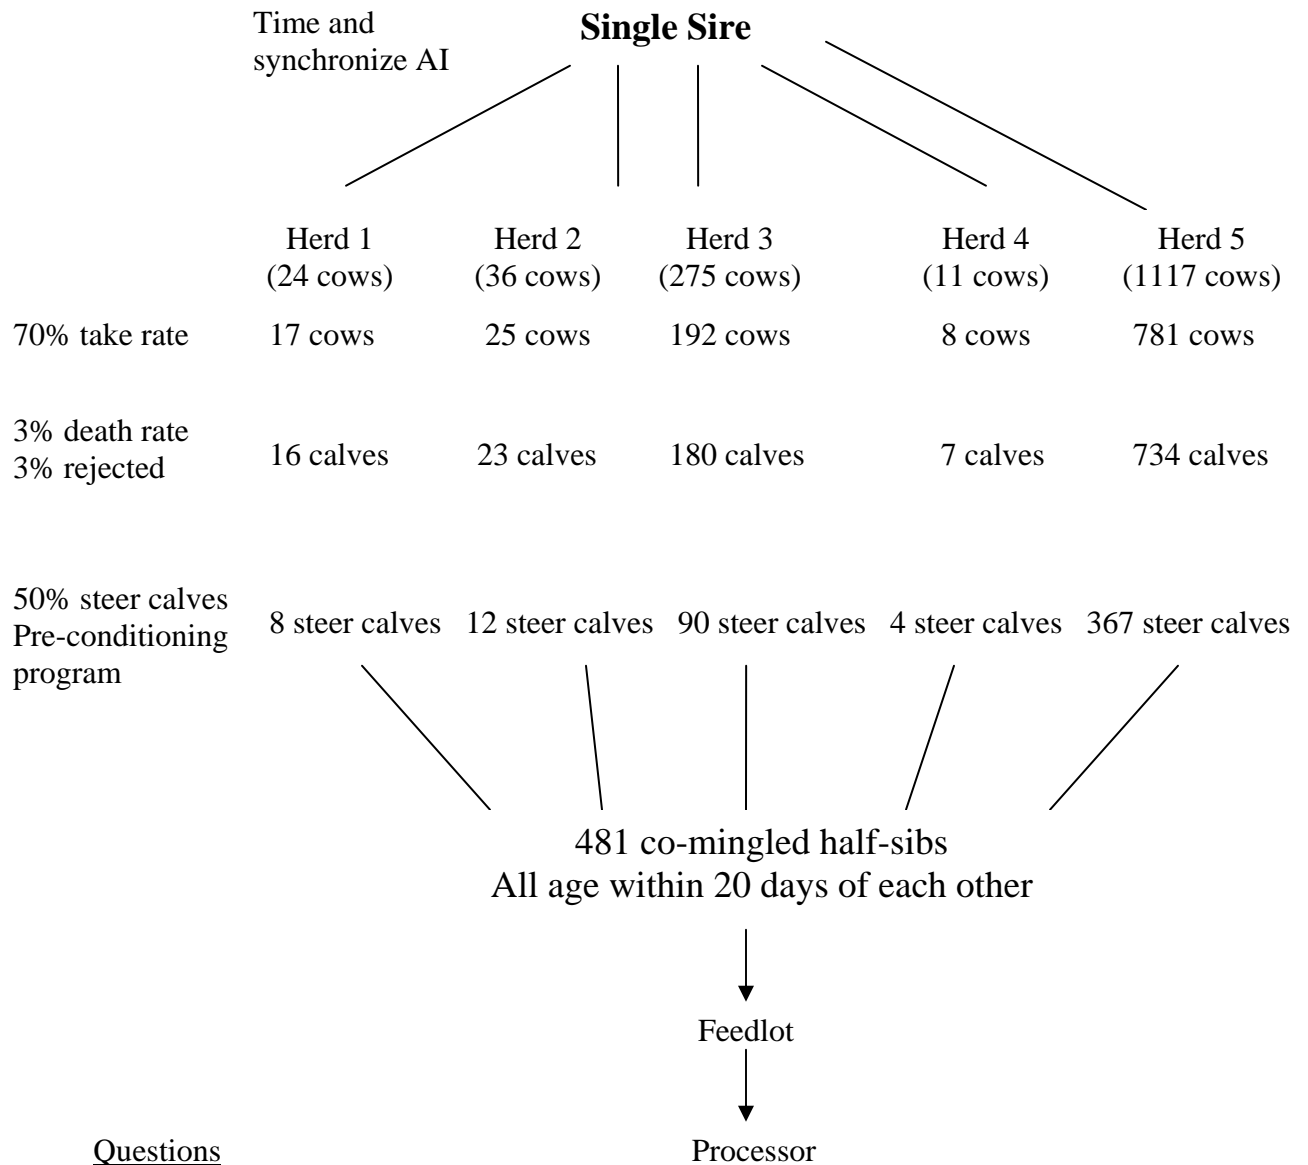 Time and
synchronize AI
Single Sire
Herd 1 Herd 2 Herd 3 Herd 4 Herd 5
(24 cows) (36 cows) (275 cows) (11 cows) (1117 cows)
70% take rate 17 cows 25 cows 192 cows 8 cows 781 cows
3% death rate
3% rejected
16 calves 23 calves 180 calves 7 calves 734 calves
50% steer calves
Pre-conditioning
program
8 steer calves 12 steer calves 90 steer calves 4 steer calves 367 steer calves
481 co-mingled half-sibs
All age within 20 days of each other
Feedlot
Questions Processor